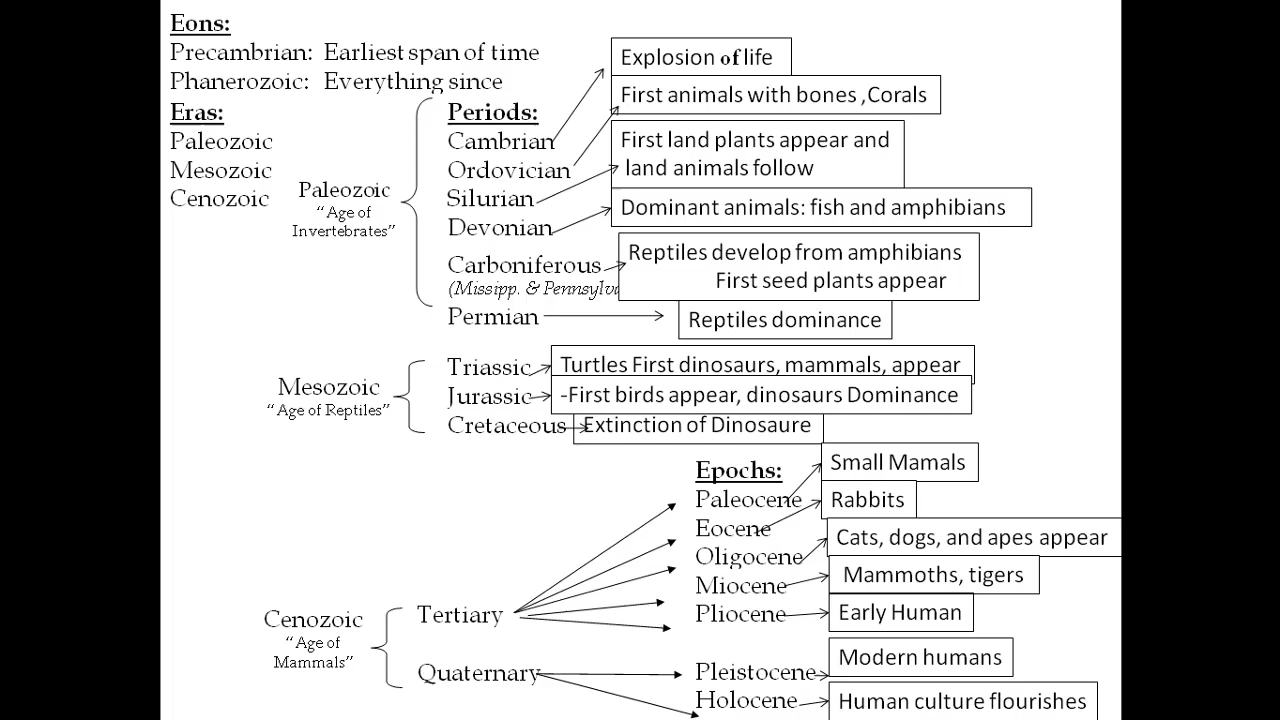 Eons:
Precambrian: Earliest span of time
Phanerozoic: Everything since
Eras:
Paleozoic
Mesozoic
Cenozoic
Paleozoic
“Age of
Invertebrates”
Periods:
Cambrian
Explosion of life
Ordovician
First animals with bones ,Corals
Silurian
First land plants appear and
land animals follow
Devonian
Dominant animals: fish and amphibians
Carboniferous
(Missipp. & Pennsylva
Reptiles develop from amphibians
First seed plants appear
Permian
Reptiles dominance
Mesozoic
“Age of Reptiles”
Triassic
Turtles First dinosaurs, mammals, appear
Jurassic
-First birds appear, dinosaurs Dominance
Cretaceous
Extinction of Dinosaure
Cenozoic
“Age of
Mammals”
Tertiary
Epochs:
Paleocene
Small Mamals
Eocene
Rabbits
Oligocene
Cats, dogs, and apes appear
Miocene
Mammoths, tigers
Pliocene
Early Human
Quaternary
Pleistocene
Modern humans
Holocene
Human culture flourishes